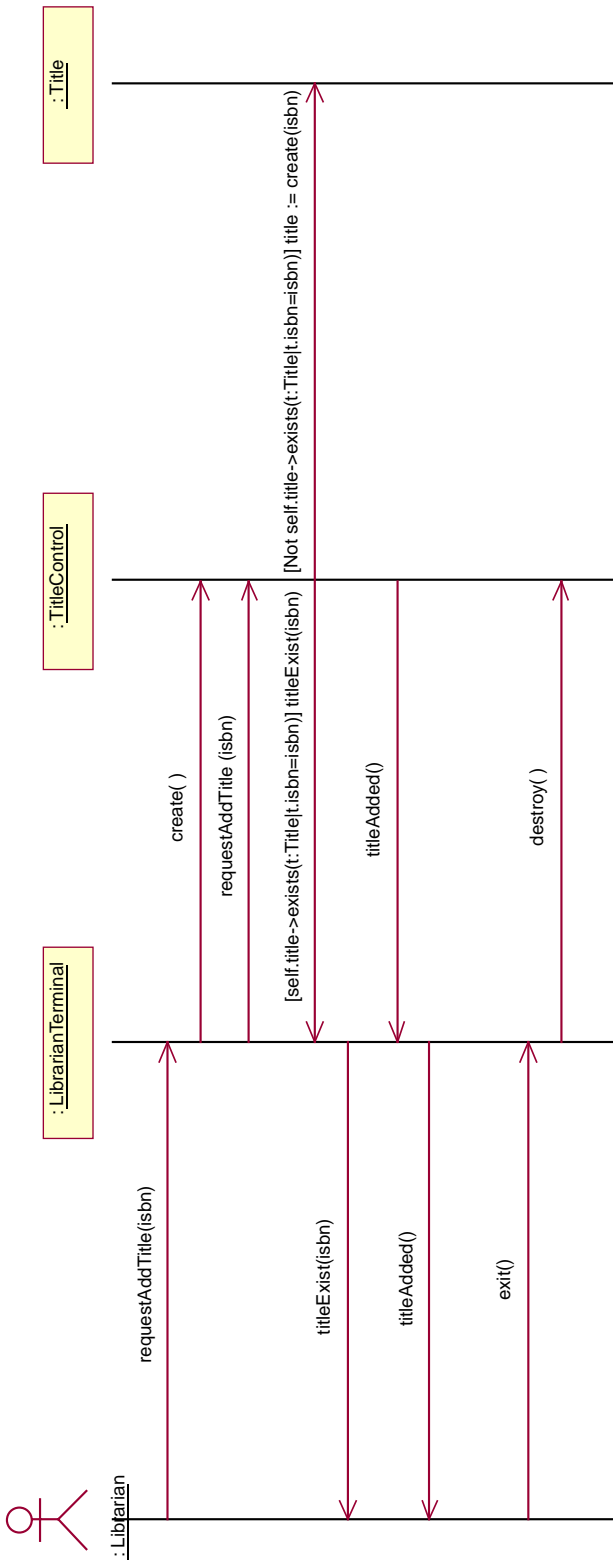 : Librarian
: LibrarianTerminal
: TitleControl
: Title
requestAddTitle(isbn)
create( )
requestAddTitle (isbn)
[self.title->exists(t:Title|t.isbn=isbn)] titleExist(isbn)
[Not self.title->exists(t:Title|t.isbn=isbn)] title := create(isbn)
titleExist(isbn)
titleAdded()
titleAdded()
exit()
destroy( )